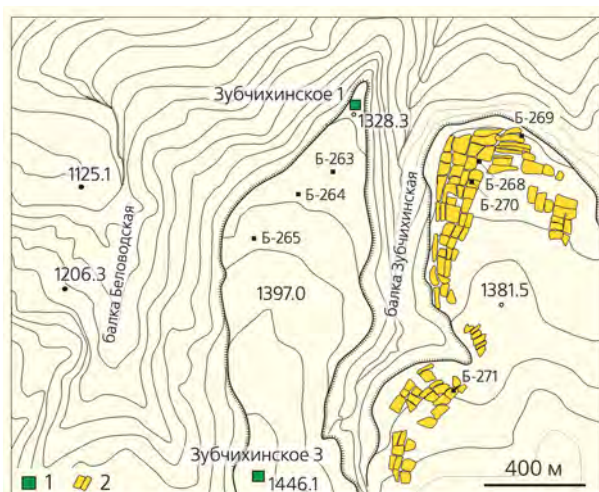 Зубчихинское 1
1328.3
Б-269
Б-263
1125.1
Б-268
Б-264
Б-270
балка Зубчихинская
Б-265
балка Беловодская
1206.3
1397.0
1381.5
Б-271
Зубчихинское 3
1 2
1446.1
400 м